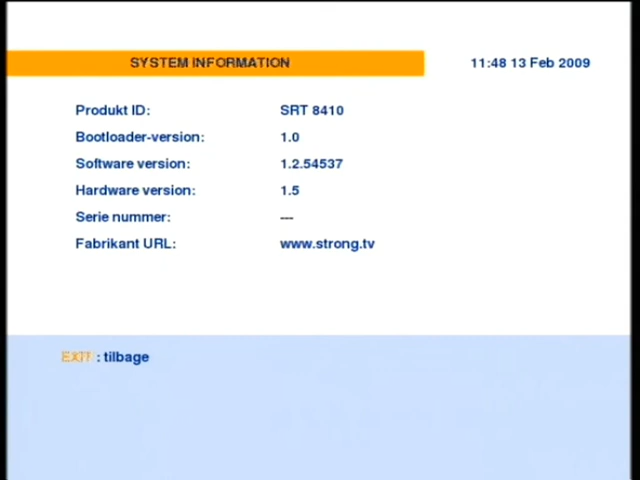 SYSTEM INFORMATION 11:48 13 Feb 2009
Produkt ID: SRT 8410
Bootloader-version: 1.0
Software version: 1.2.54537
Hardware version: 1.5
Serie nummer: ---
Fabrikant URL: www.strong.tv
EXIT : tilbage